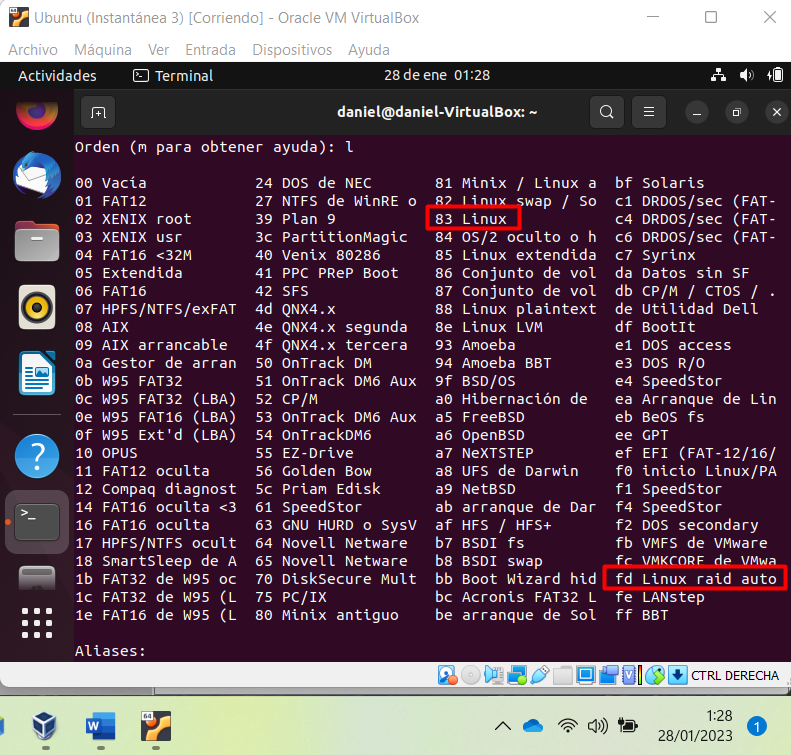 Ubuntu (Instantánea 3) [Corriendo] - Oracle VM VirtualBox
Archivo Máquina Ver Entrada Dispositivos Ayuda
Actividades Terminal 28 de ene 01:28
daniel@daniel-VirtualBox: ~
Orden (m para obtener ayuda): l
00 Vacía 24 DOS de NEC 81 Minix / Linux a bf Solaris
01 FAT12 27 NTFS de WinRE o 82 Linux swap / So c1 DRDOS/sec (FAT-
02 XENIX root 39 Plan 9 83 Linux c4 DRDOS/sec (FAT-
03 XENIX usr 3c PartitionMagic 84 OS/2 oculto o h c6 DRDOS/sec (FAT-
04 FAT16 <32M 40 Venix 80286 85 Linux extendida c7 Syrinx
05 Extendida 41 PPC PReP Boot 86 Conjunto de vol da Datos sin SF
06 FAT16 42 SFS 87 Conjunto de vol db CP/M / CTOS / .
07 HPFS/NTFS/exFAT 4d QNX4.x 88 Linux plaintext de Utilidad Dell
08 AIX 4e QNX4.x segunda 8e Linux LVM df BootIt
09 AIX arrancable 4f QNX4.x tercera 93 Amoeba e1 DOS access
0a Gestor de arran 50 OnTrack DM 94 Amoeba BBT e3 DOS R/O
0b W95 FAT32 51 OnTrack DM6 Aux 9f BSD/OS e4 SpeedStor
0c W95 FAT32 (LBA) 52 CP/M a0 Hibernación de ea Arranque de Lin
0e W95 FAT16 (LBA) 53 OnTrack DM6 Aux a5 FreeBSD eb BeOS fs
0f W95 Ext'd (LBA) 54 OnTrackDM6 a6 OpenBSD ee GPT
10 OPUS 55 EZ-Drive a7 NeXTSTEP ef EFI (FAT-12/16/
11 FAT12 oculta 56 Golden Bow a8 UFS de Darwin f0 inicio Linux/PA
12 Compaq diagnost 5c Priam Edisk a9 NetBSD f1 SpeedStor
14 FAT16 oculta <3 61 SpeedStor ab arranque de Dar f4 SpeedStor
16 FAT16 oculta 63 GNU HURD o SysV af HFS / HFS+ f2 DOS secondary
17 HPFS/NTFS ocult 64 Novell Netware b7 BSDI fs fb VMFS de VMware
18 SmartSleep de A 65 Novell Netware b8 BSDI swap fc VMKCORE de VMwa
1b FAT32 de W95 oc 70 DiskSecure Mult bb Boot Wizard hid fd Linux raid auto
1c FAT32 de W95 (L 75 PC/IX bc Acronis FAT32 L fe LANstep
1e FAT16 de W95 (L 80 Minix antiguo be arranque de Sol ff BBT
Aliases:
CTRL DERECHA
1:28
28/01/2023
1